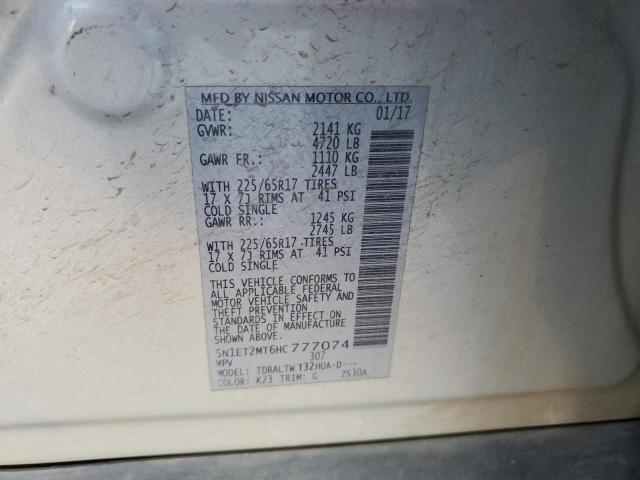 MFD BY NISSAN MOTOR CO., LTD.
DATE: 01/17
GVWR: 2141 KG
4720 LB
GAWR FR.: 1110 KG
2447 LB
WITH 225/65R17 TIRES
17 X 7J RIMS AT 41 PSI
COLD SINGLE
GAWR RR.: 1245 KG
2745 LB
WITH 225/65R17 TIRES
17 X 7J RIMS AT 41 PSI
COLD SINGLE
THIS VEHICLE CONFORMS TO
ALL APPLICABLE FEDERAL
MOTOR VEHICLE SAFETY AND
THEFT PREVENTION
STANDARDS IN EFFECT ON
THE DATE OF MANUFACTURE
SHOWN ABOVE.
5N1ET2MT6HC777074
MPV 307
MODEL: TDRALTW T32HUA-D---
COLOR: K23 TRIM: G 2S30A